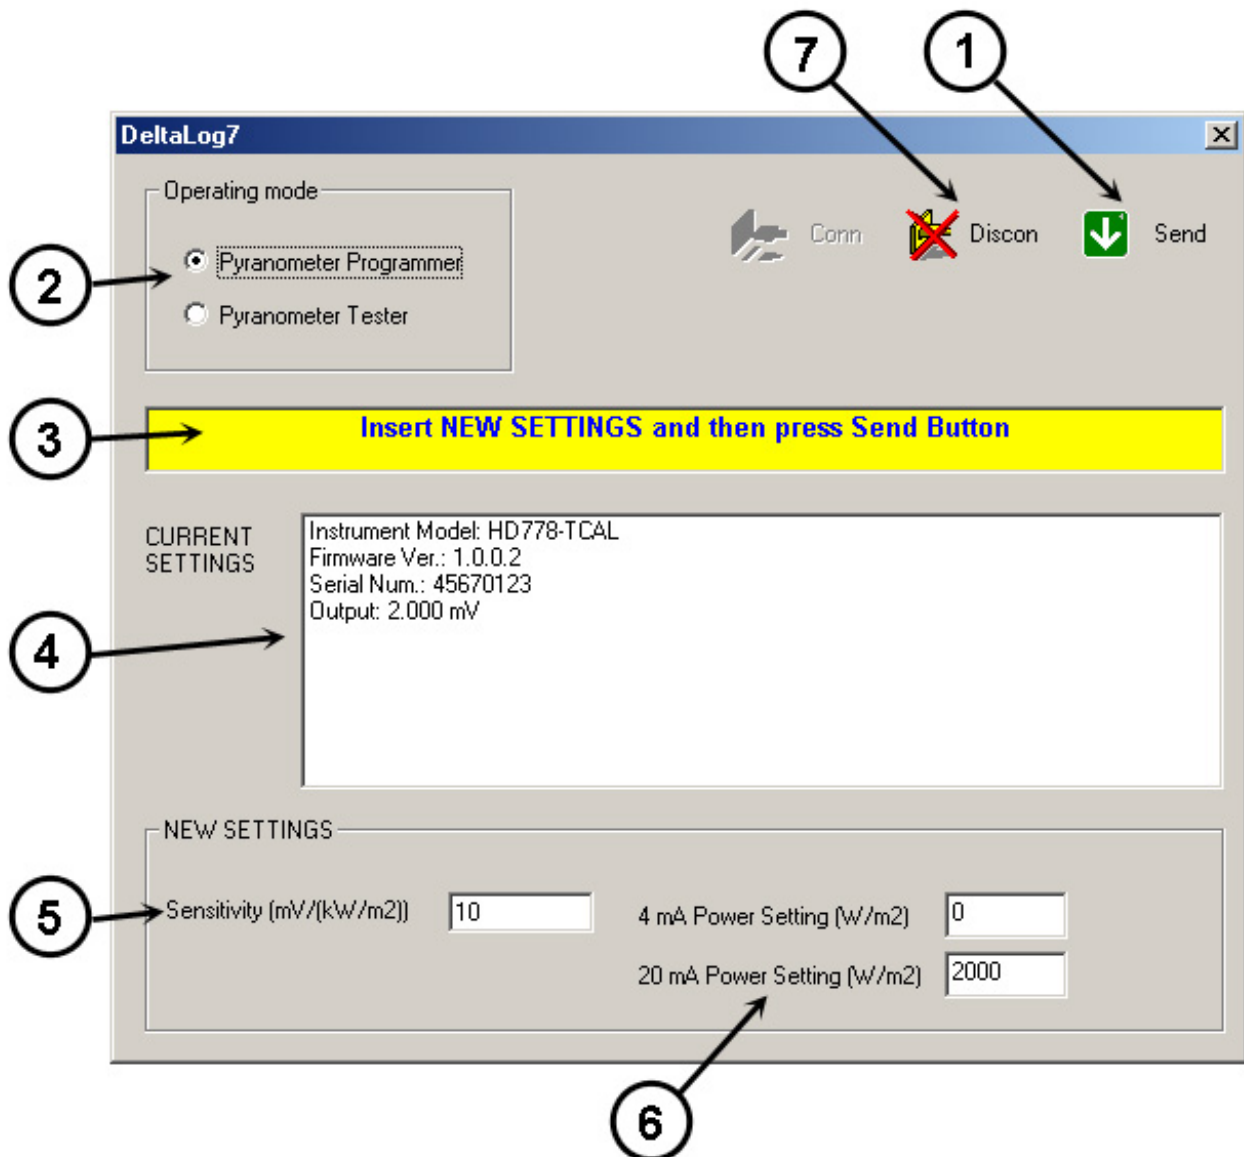 7
1
DeltaLog7
Operating mode
Conn
Discon
Send
2
Pyranometer Programmer
Pyranometer Tester
3
Insert NEW SETTINGS and then press Send Button
CURRENT
SETTINGS
Instrument Model: HD778-TCAL
Firmware Ver.: 1.0.0.2
Serial Num.: 45670123
Output: 2.000 mV
4
NEW SETTINGS
5
Sensitivity (mV/(kW/m2))
10
4 mA Power Setting (W/m2)
0
20 mA Power Setting (W/m2)
2000
6